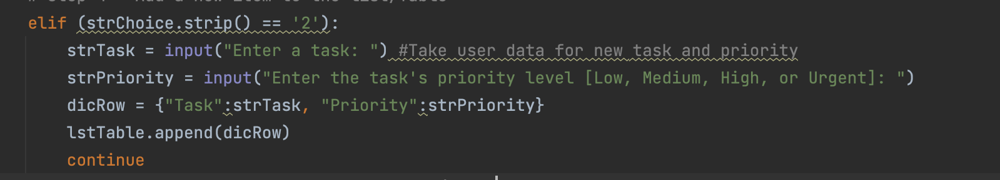 elif (strChoice.strip() == '2'):
strTask = input("Enter a task: ") #Take user data for new task and priority
strPriority = input("Enter the task's priority level [Low, Medium, High, or Urgent]: ")
dicRow = {"Task":strTask, "Priority":strPriority}
lstTable.append(dicRow)
continue